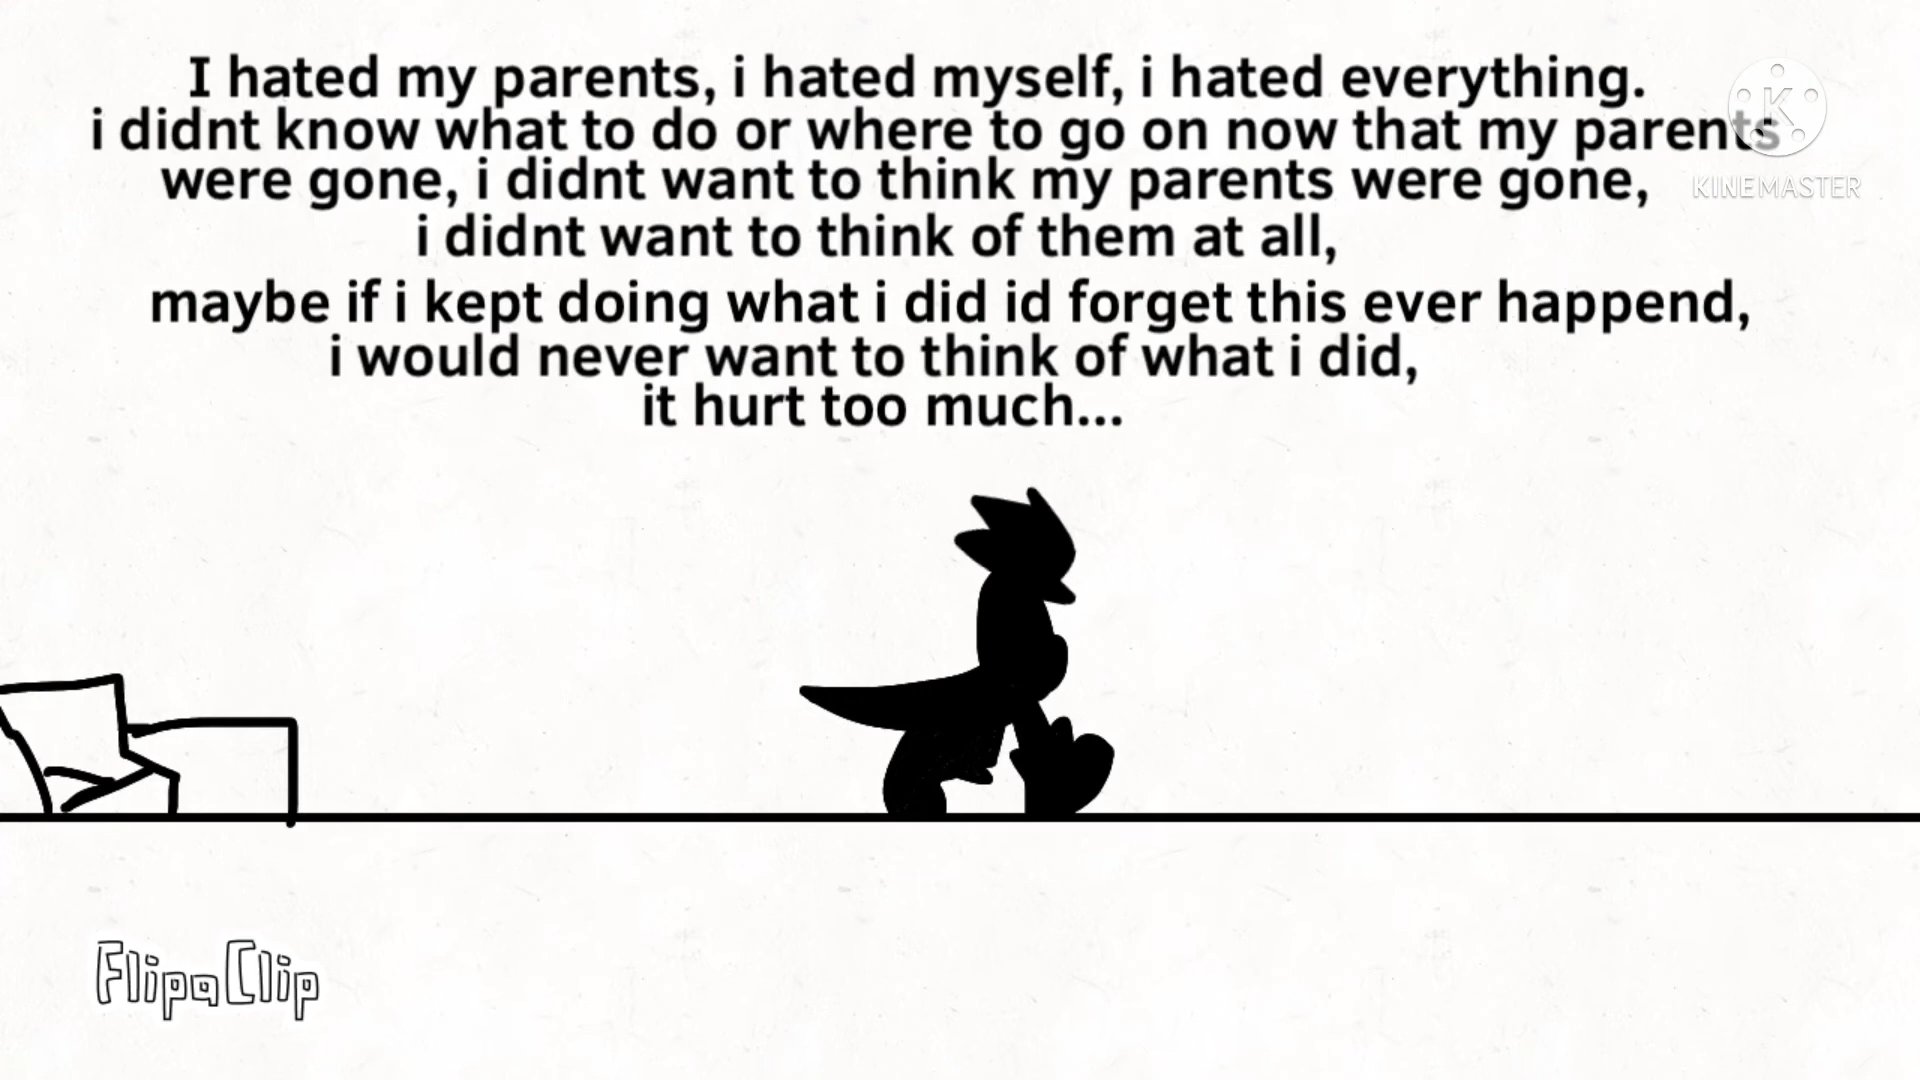 I hated my parents, i hated myself, i hated everything.
i didnt know what to do or where to go on now that my parents
were gone, i didnt want to think my parents were gone,
i didnt want to think of them at all,
maybe if i kept doing what i did id forget this ever happend,
i would never want to think of what i did,
it hurt too much...
K
KINEMASTER
FlipaClip